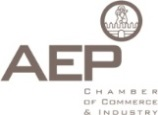 AEP
CHAMBER
OF COMMERCE
& INDUSTRY